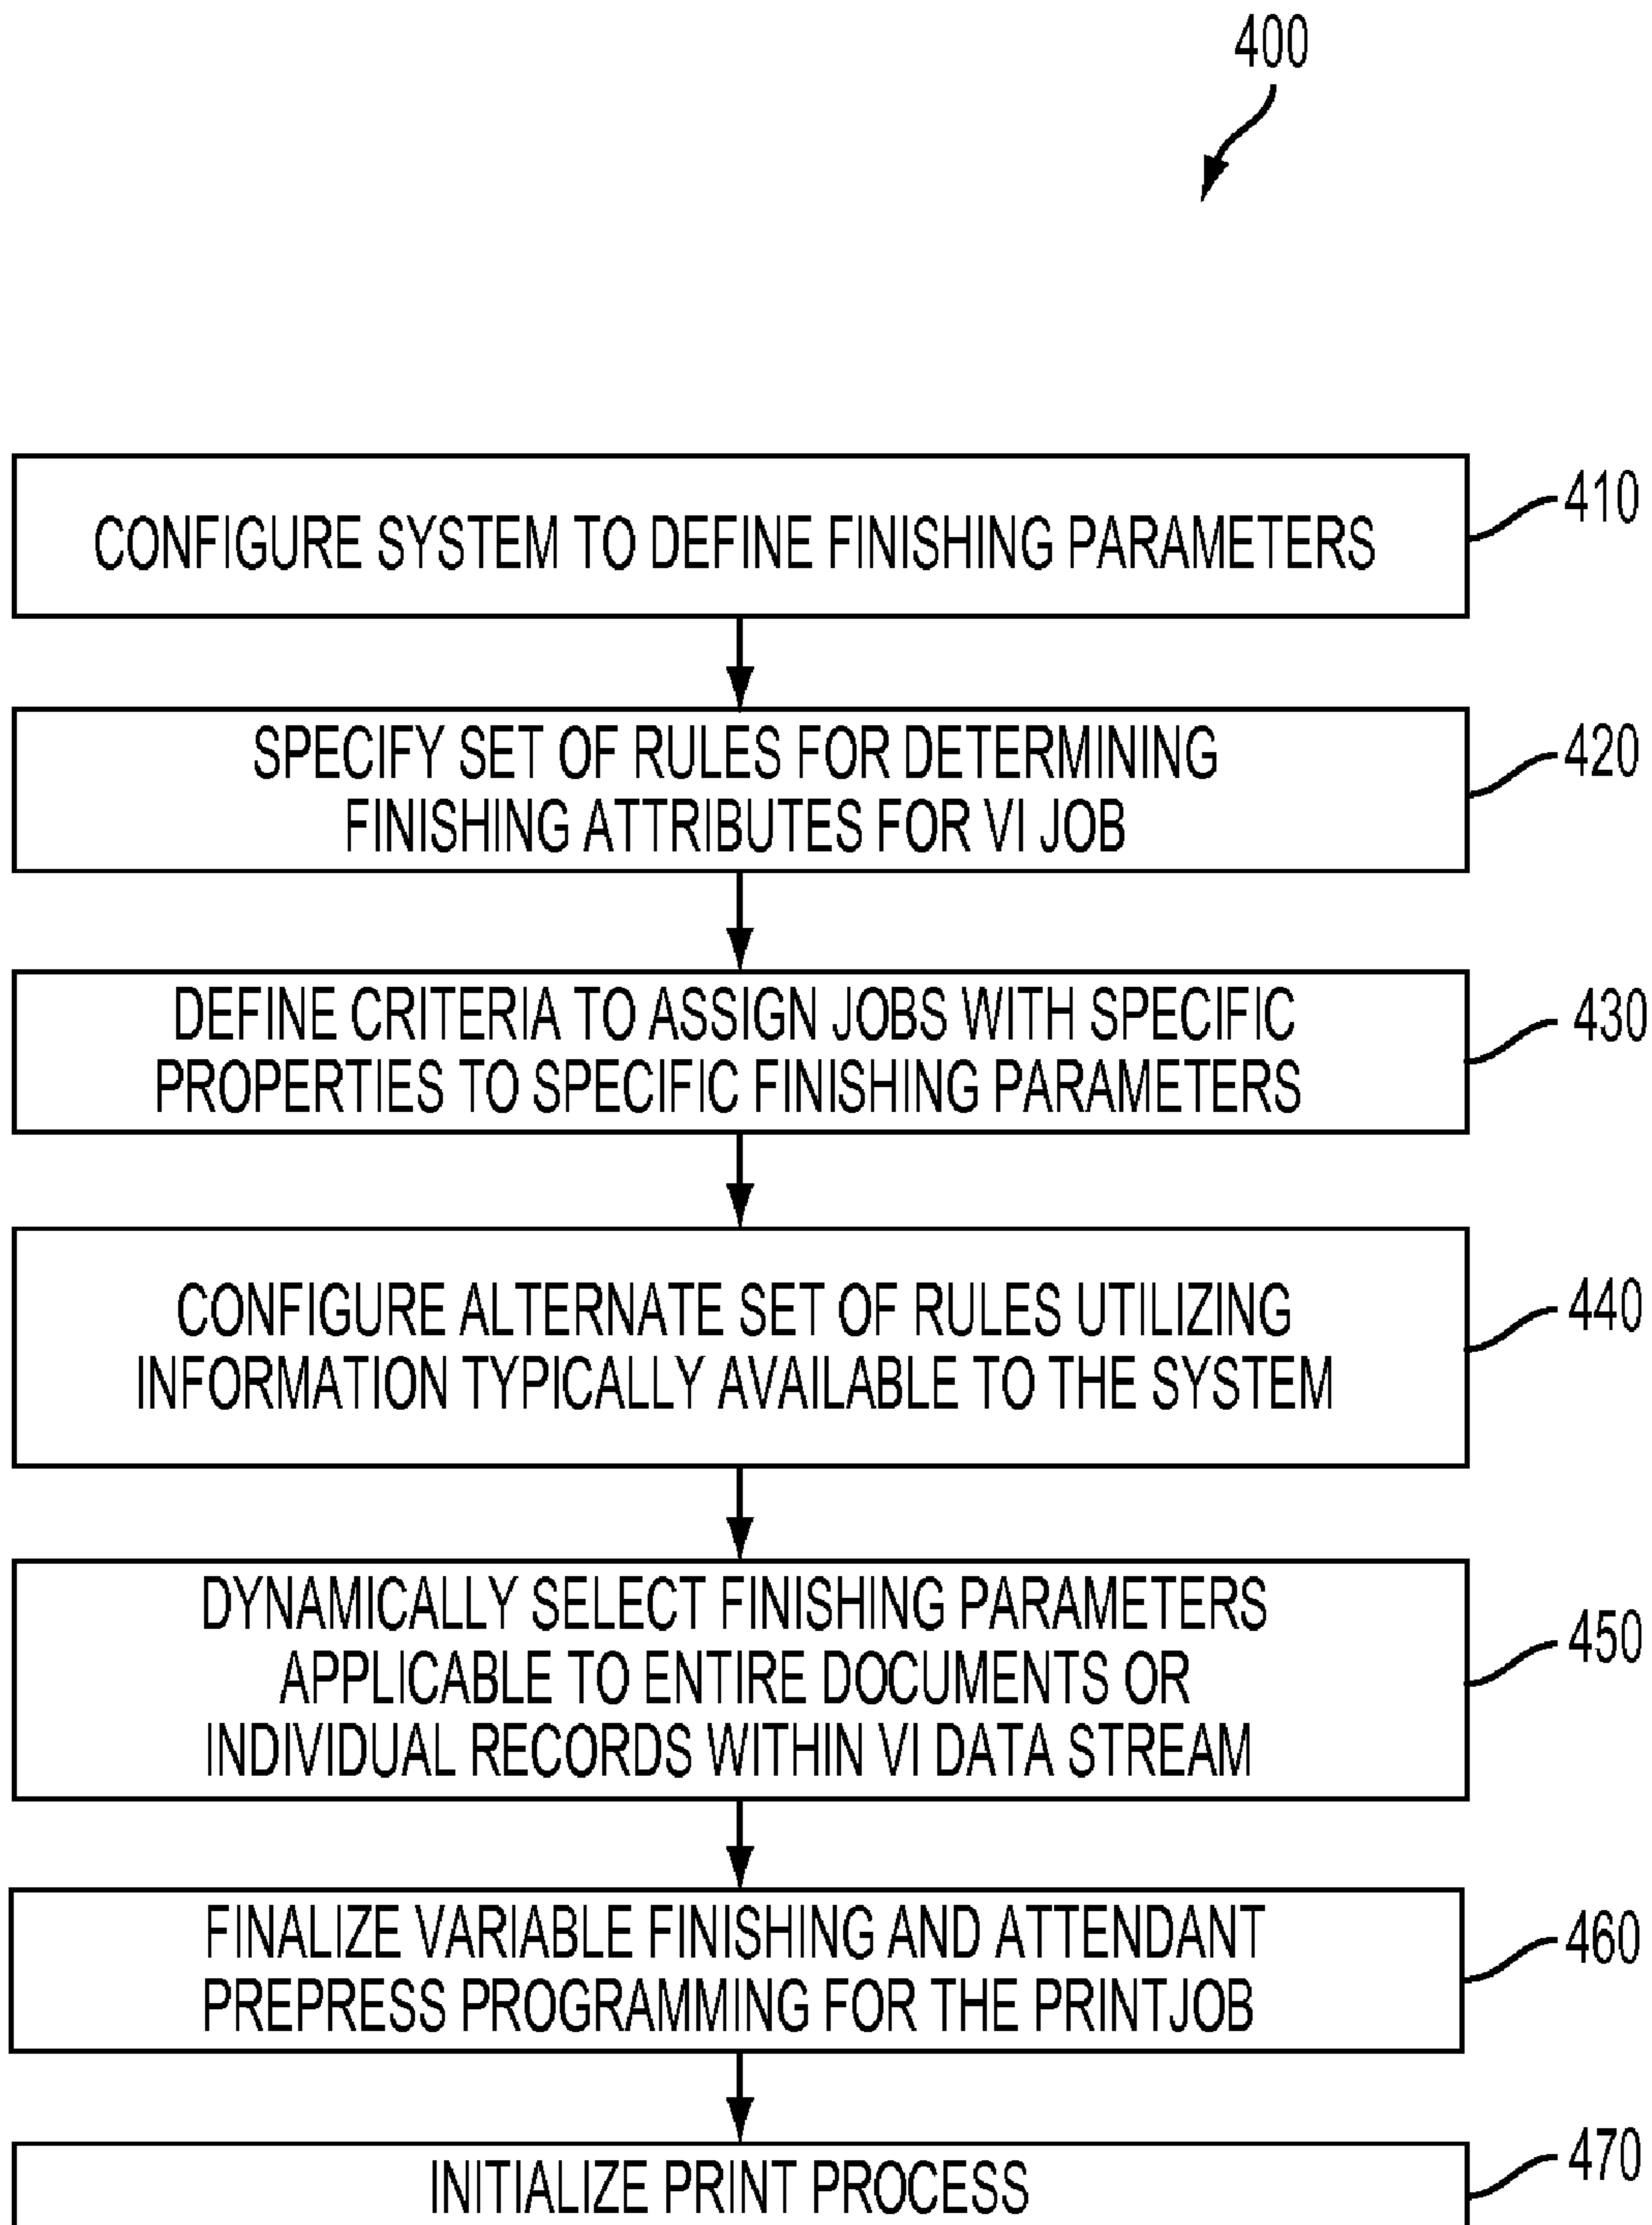 400
CONFIGURE SYSTEM TO DEFINE FINISHING PARAMETERS
410
SPECIFY SET OF RULES FOR DETERMINING
FINISHING ATTRIBUTES FOR VI JOB
420
DEFINE CRITERIA TO ASSIGN JOBS WITH SPECIFIC
PROPERTIES TO SPECIFIC FINISHING PARAMETERS
430
CONFIGURE ALTERNATE SET OF RULES UTILIZING
INFORMATION TYPICALLY AVAILABLE TO THE SYSTEM
440
DYNAMICALLY SELECT FINISHING PARAMETERS
APPLICABLE TO ENTIRE DOCUMENTS OR
INDIVIDUAL RECORDS WITHIN VI DATA STREAM
450
FINALIZE VARIABLE FINISHING AND ATTENDANT
PREPRESS PROGRAMMING FOR THE PRINTJOB
460
INITIALIZE PRINT PROCESS
470